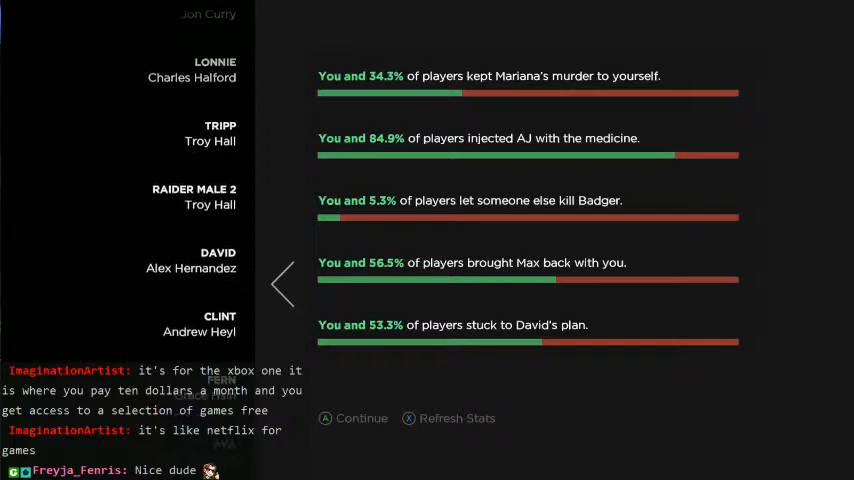 Jon Curry
LONNIE
Charles Halford
TRIPP
Troy Hall
RAIDER MALE 2
Troy Hall
DAVID
Alex Hernandez
CLINT
Andrew Heyl
FERN
You and 34.3% of players kept Mariana's murder to yourself.
You and 84.9% of players injected AJ with the medicine.
You and 5.3% of players let someone else kill Badger.
You and 56.5% of players brought Max back with you.
You and 53.3% of players stuck to David's plan.
A Continue X Refresh Stats
ImaginationArtist: it's for the xbox one it
is where you pay ten dollars a month and you
get access to a selection of games free
ImaginationArtist: it's like netflix for
games
G Freyja_Fenris: Nice dude